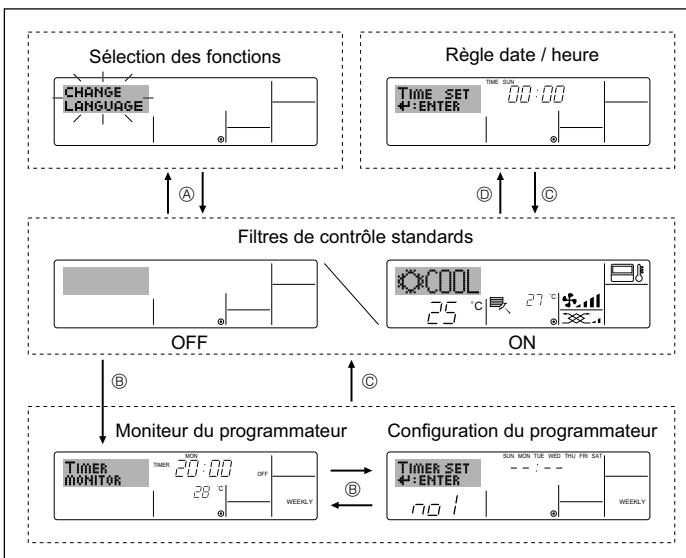 Sélection des fonctions
CHANGE
LANGUAGE
Règle date / heure
TIME SUN
TIME SET 00:00
↵:ENTER
Ⓐ
Ⓓ
Ⓒ
Filtres de contrôle standards
OFF
COOL
25 °C
27 °C
ON
Ⓑ
Ⓒ
Moniteur du programmateur
MON
TIMER TIMER 20:00 OFF
MONITOR
28 °C
WEEKLY
Ⓑ
Configuration du programmateur
SUN MON TUE WED THU FRI SAT
TIMER SET --:--
↵:ENTER
no 1
WEEKLY